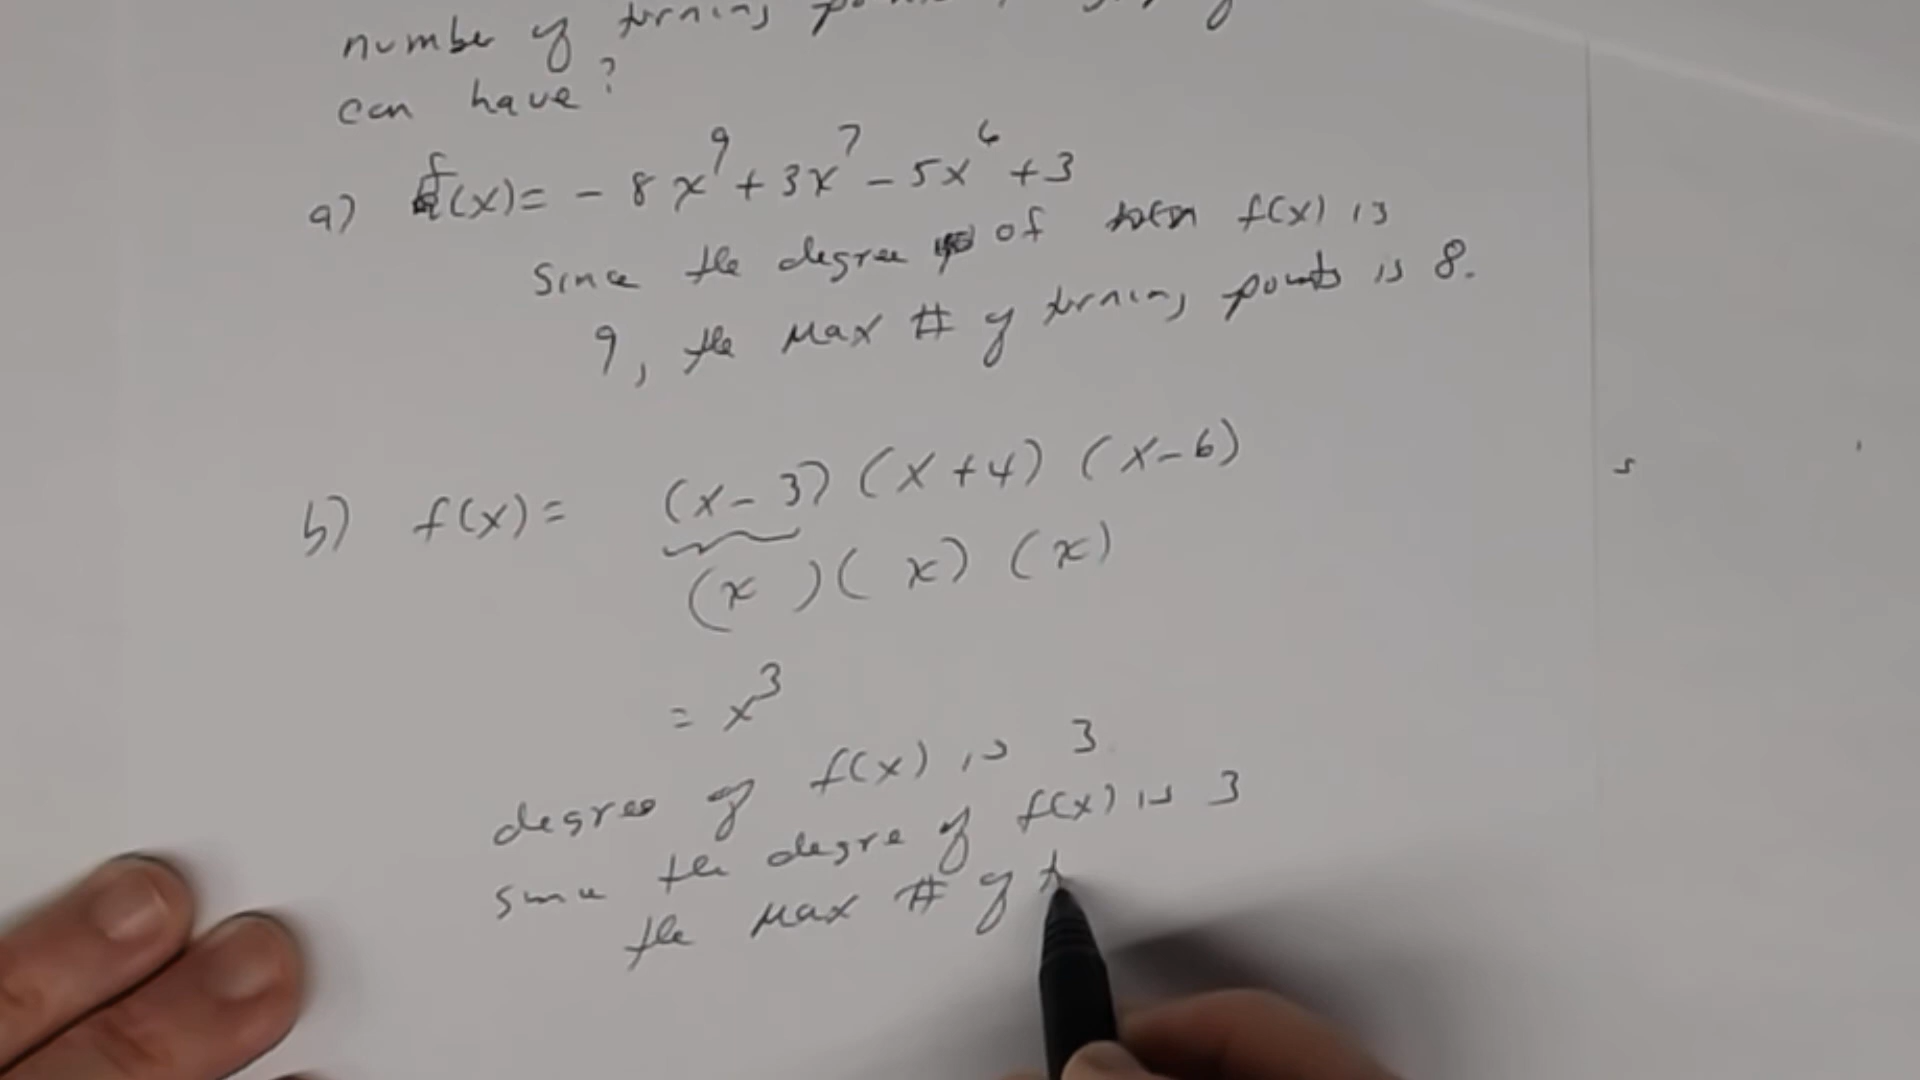 number of turning
can have?
a) f(x) = - 8x⁹ + 3x⁷ - 5x⁶ + 3
Since the degree of f(x) is
9, the Max # of turning points is 8.
b) f(x) = (x-3) (x+4) (x-6)
(x ) ( x) (x)
= x³
degree of f(x) is 3
since the degre of f(x) is 3
the Max # of t